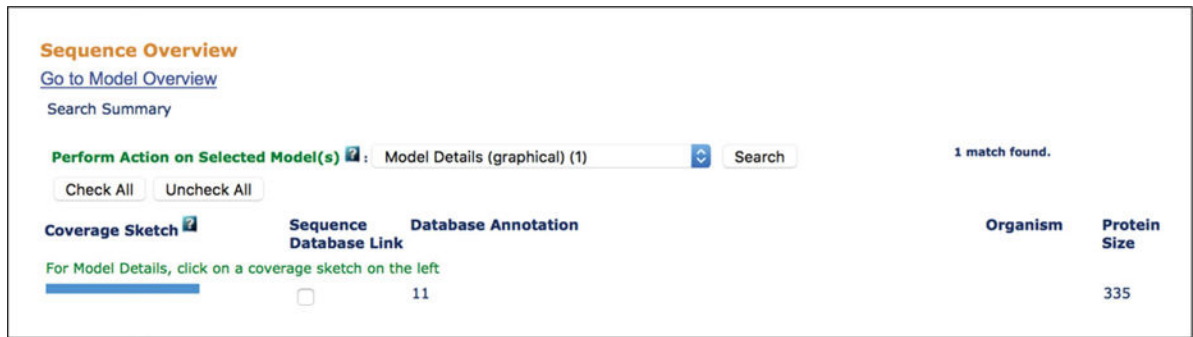 Sequence Overview
Go to Model Overview
Search Summary
Perform Action on Selected Model(s) ? : Model Details (graphical) (1) Search 1 match found.
Check All Uncheck All
Coverage Sketch ? Sequence Database Link Database Annotation Organism Protein Size
For Model Details, click on a coverage sketch on the left
11 335